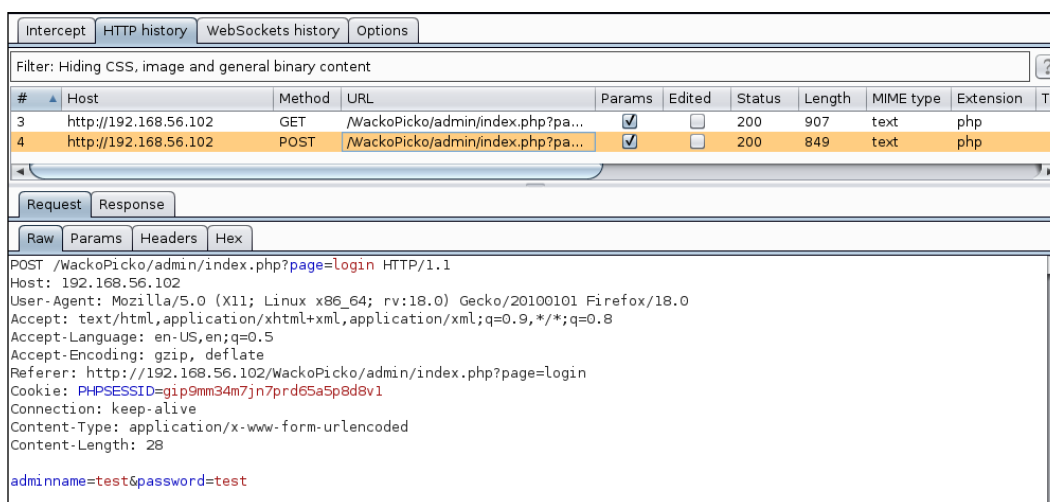 Intercept HTTP history WebSockets history Options
Filter: Hiding CSS, image and general binary content ?
# Host Method URL Params Edited Status Length MIME type Extension T
3 http://192.168.56.102 GET /WackoPicko/admin/index.php?pa... 200 907 text php
4 http://192.168.56.102 POST /WackoPicko/admin/index.php?pa... 200 849 text php
Request Response
Raw Params Headers Hex
POST /WackoPicko/admin/index.php?page=login HTTP/1.1
Host: 192.168.56.102
User-Agent: Mozilla/5.0 (X11; Linux x86_64; rv:18.0) Gecko/20100101 Firefox/18.0
Accept: text/html,application/xhtml+xml,application/xml;q=0.9,*/*;q=0.8
Accept-Language: en-US,en;q=0.5
Accept-Encoding: gzip, deflate
Referer: http://192.168.56.102/WackoPicko/admin/index.php?page=login
Cookie: PHPSESSID=gip9mm34m7jn7prd65a5p8d8v1
Connection: keep-alive
Content-Type: application/x-www-form-urlencoded
Content-Length: 28
adminname=test&password=test